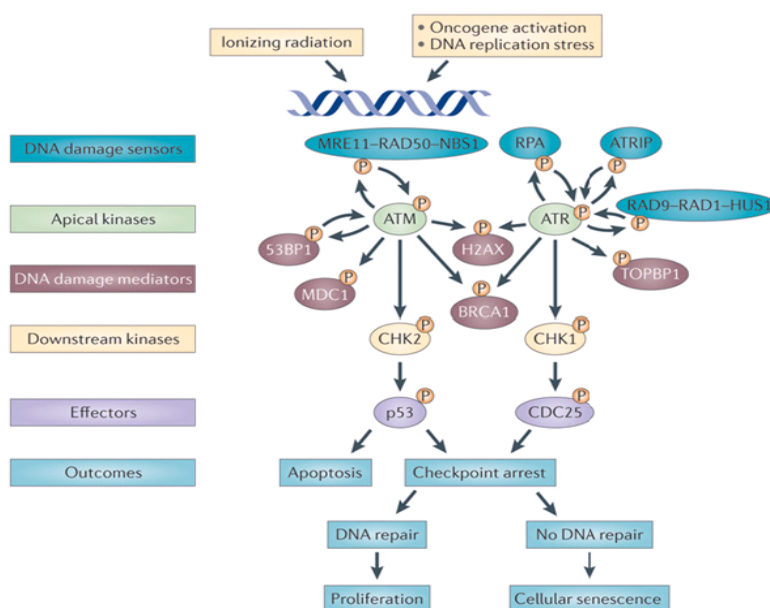 Ionizing radiation
• Oncogene activation
• DNA replication stress
DNA damage sensors
MRE11–RAD50–NBS1
RPA
ATRIP
P
P
P
RAD9–RAD1–HUS1
Apical kinases
ATM
P
ATR
P
P
53BP1
P
H2AX
P
DNA damage mediators
MDC1
P
BRCA1
P
TOPBP1
P
Downstream kinases
CHK2
P
CHK1
P
Effectors
p53
P
CDC25
P
Outcomes
Apoptosis
Checkpoint arrest
DNA repair
No DNA repair
Proliferation
Cellular senescence